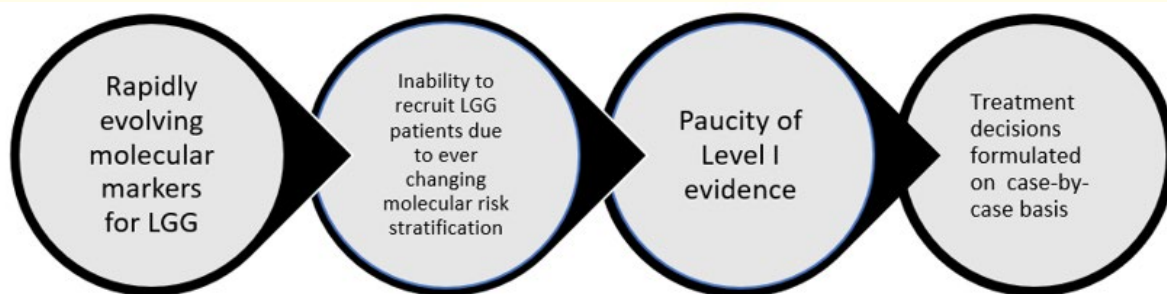 Rapidly
evolving
molecular
markers
for LGG
Inability to
recruit LGG
patients due
to ever
changing
molecular risk
stratification
Paucity of
Level I
evidence
Treatment
decisions
formulated
on case-by-
case basis